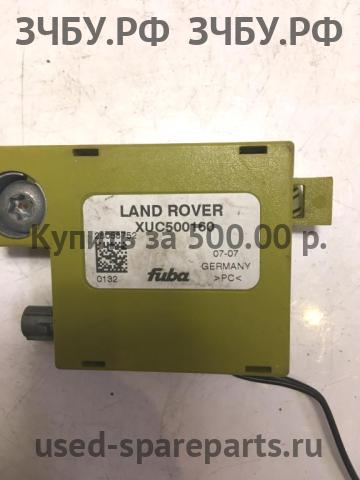 ЗЧБУ.РФ ЗЧБУ.РФ
LAND ROVER
XUC500160
Купить за 500.00 р.
07-07
GERMANY
0132
fuba
>PC<
used-spareparts.ru